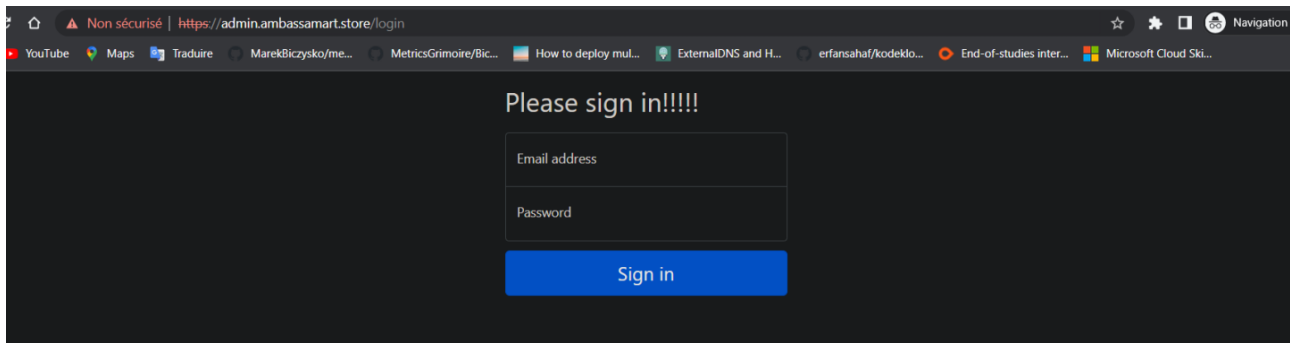 Non sécurisé | https://admin.ambassamart.store/login Navigation
YouTube Maps Traduire MarekBiczysko/me... MetricsGrimoire/Bic... How to deploy mul... ExternalDNS and H... erfansahaf/kodeklo... End-of-studies inter... Microsoft Cloud Ski...
Please sign in!!!!!
Email address
Password
Sign in